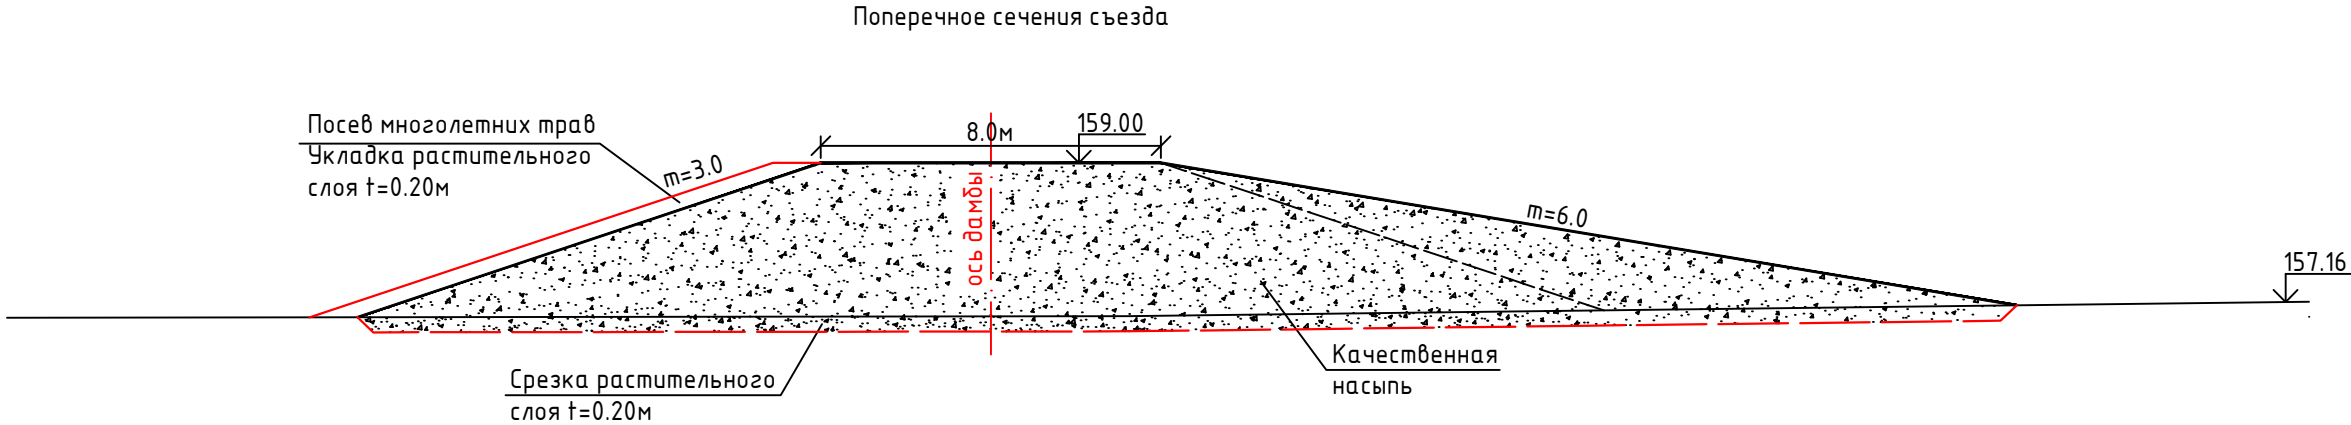 Поперечное сечения съезда
Посев многолетних трав
Укладка растительного
слоя t=0.20м
m=3.0
8.0м
159.00
ось дамбы
m=6.0
157.16
Срезка растительного
слоя t=0.20м
Качественная
насыпь